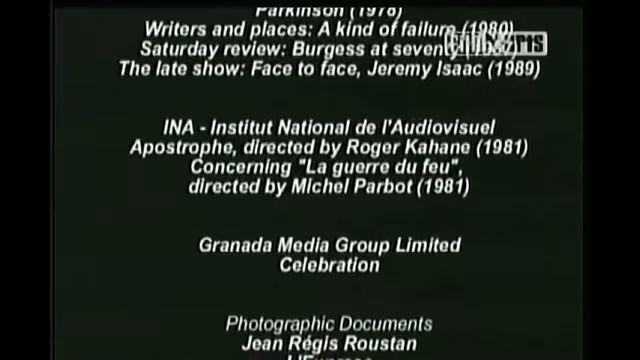 Parkinson (1978)
Writers and places: A kind of failure (1980)
Saturday review: Burgess at seventy
The late show: Face to face, Jeremy Isaac (1989)
INA - Institut National de l'Audiovisuel
Apostrophe, directed by Roger Kahane (1981)
Concerning "La guerre du feu",
directed by Michel Parbot (1981)
Granada Media Group Limited
Celebration
Photographic Documents
Jean Régis Roustan